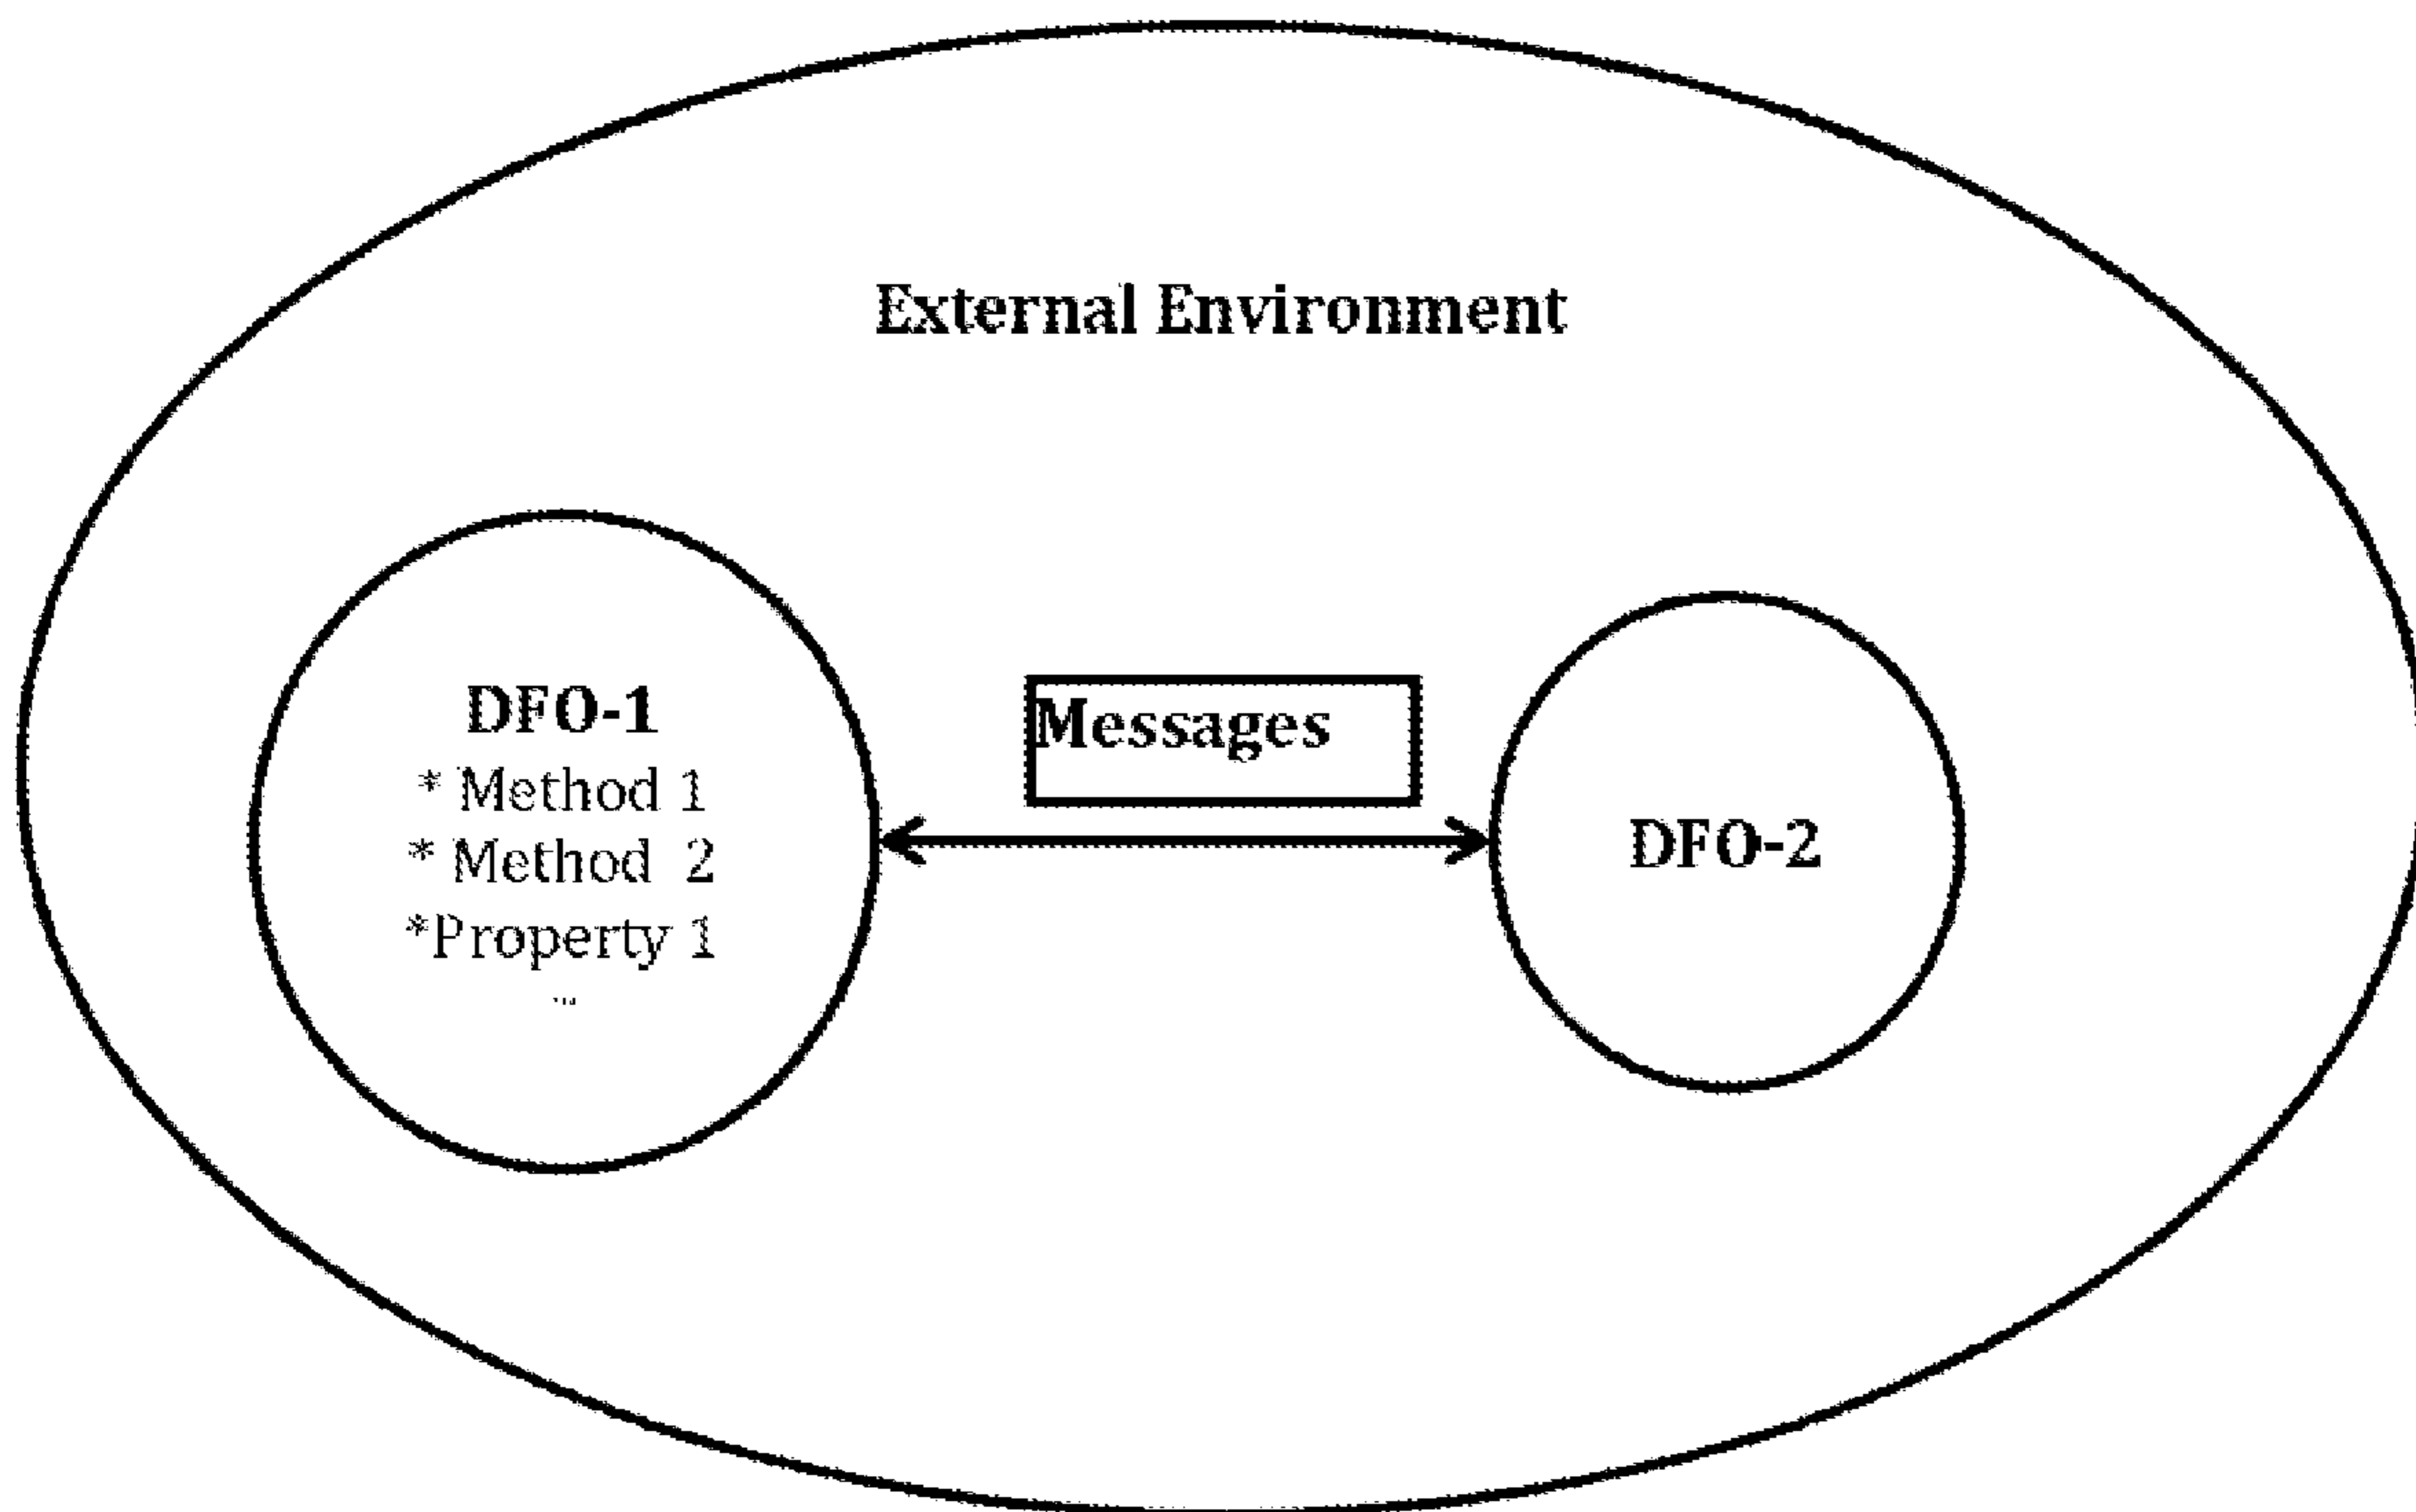 External Environment
DFO-1
* Method 1
* Method 2
*Property 1
Messages
DFO-2